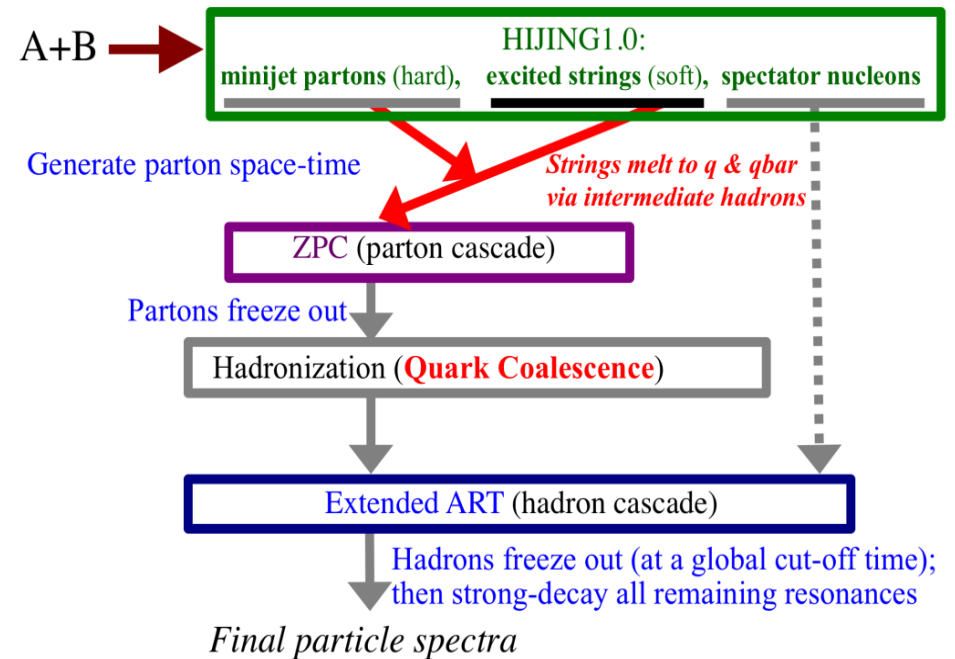 A+B
HIJING1.0:
minijet partons (hard), excited strings (soft), spectator nucleons
Generate parton space-time
Strings melt to q & qbar
via intermediate hadrons
ZPC (parton cascade)
Partons freeze out
Hadronization (Quark Coalescence)
Extended ART (hadron cascade)
Hadrons freeze out (at a global cut-off time);
then strong-decay all remaining resonances
Final particle spectra